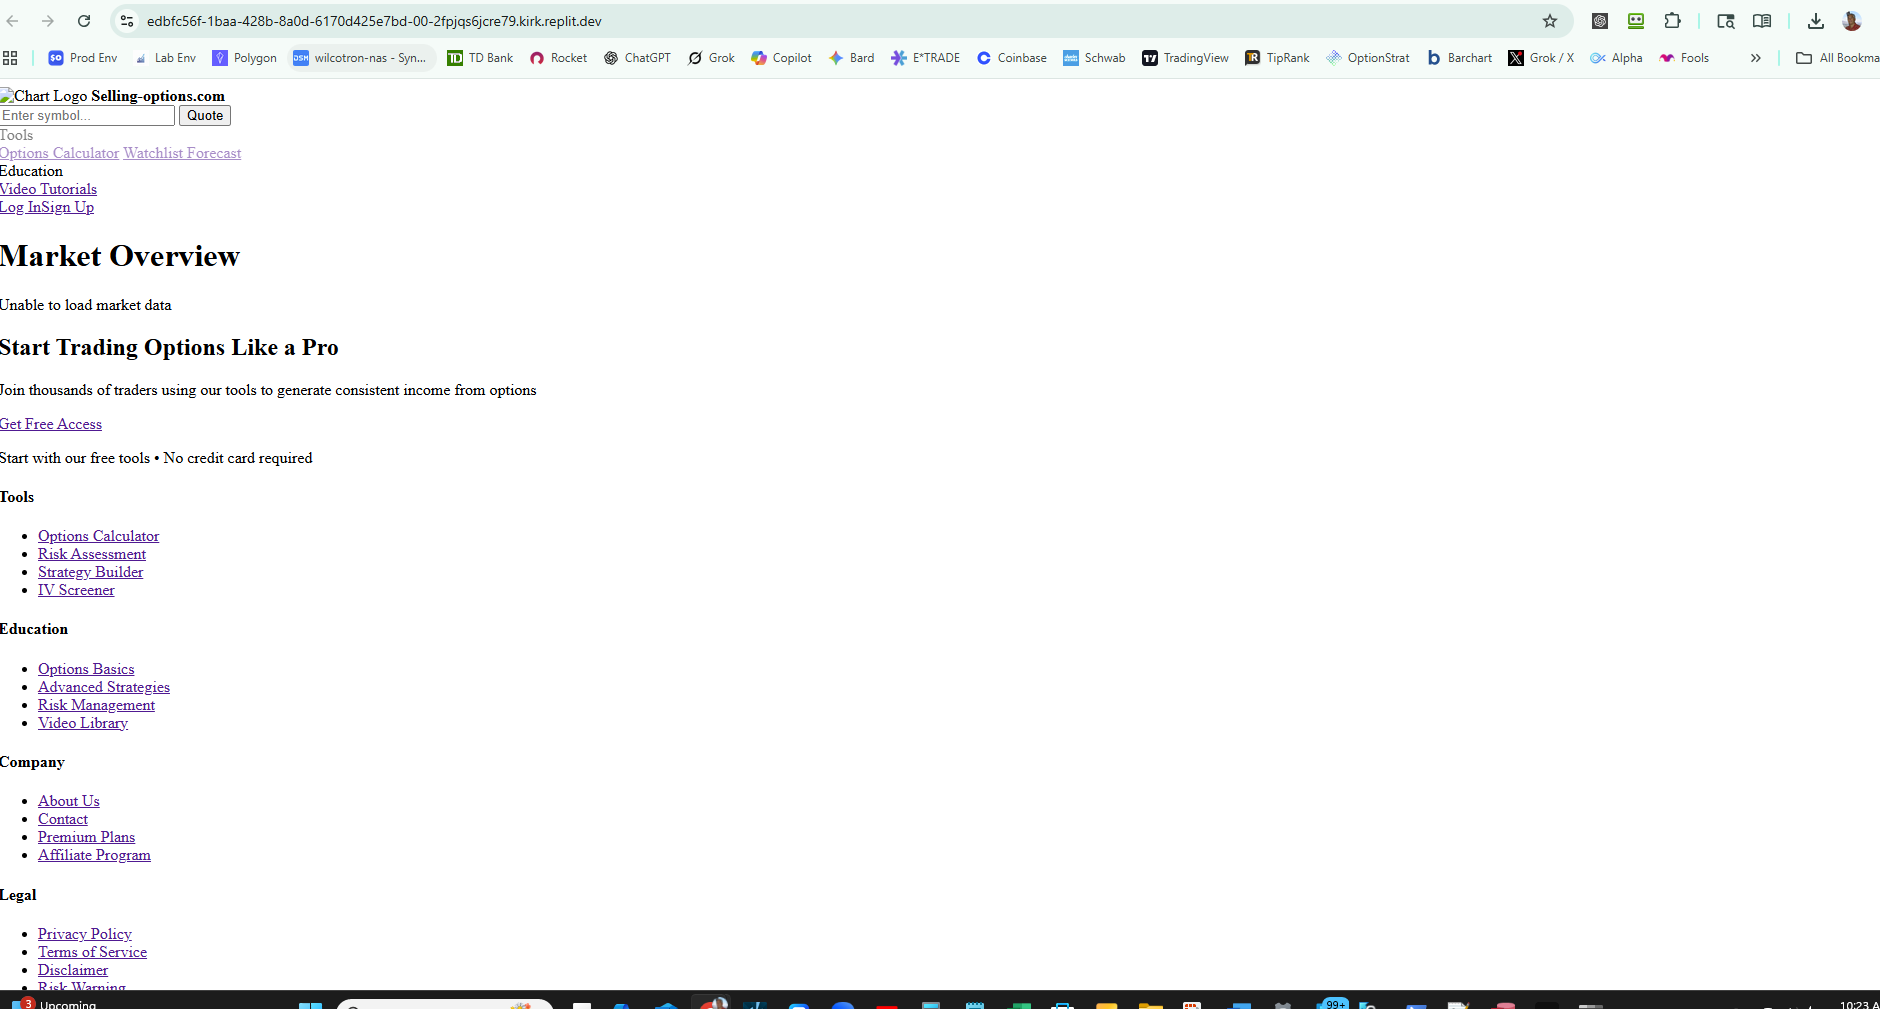 edbfc56f-1baa-428b-8a0d-6170d425e7bd-00-2fpjqs6jcre79.kirk.replit.dev
Prod Env Lab Env Polygon wilcotron-nas - Syn... TD Bank Rocket ChatGPT Grok Copilot Bard E*TRADE Coinbase Schwab TradingView TipRank OptionStrat Barchart Grok / X Alpha Fools » All Bookma
Chart Logo Selling-options.com
Enter symbol... Quote
Tools
Options Calculator Watchlist Forecast
Education
Video Tutorials
Log InSign Up
Market Overview
Unable to load market data
Start Trading Options Like a Pro
Join thousands of traders using our tools to generate consistent income from options
Get Free Access
Start with our free tools • No credit card required
Tools
• Options Calculator
• Risk Assessment
• Strategy Builder
• IV Screener
Education
• Options Basics
• Advanced Strategies
• Risk Management
• Video Library
Company
• About Us
• Contact
• Premium Plans
• Affiliate Program
Legal
• Privacy Policy
• Terms of Service
• Disclaimer
• Risk Warning
3 Upcoming 99+ 10:23 A